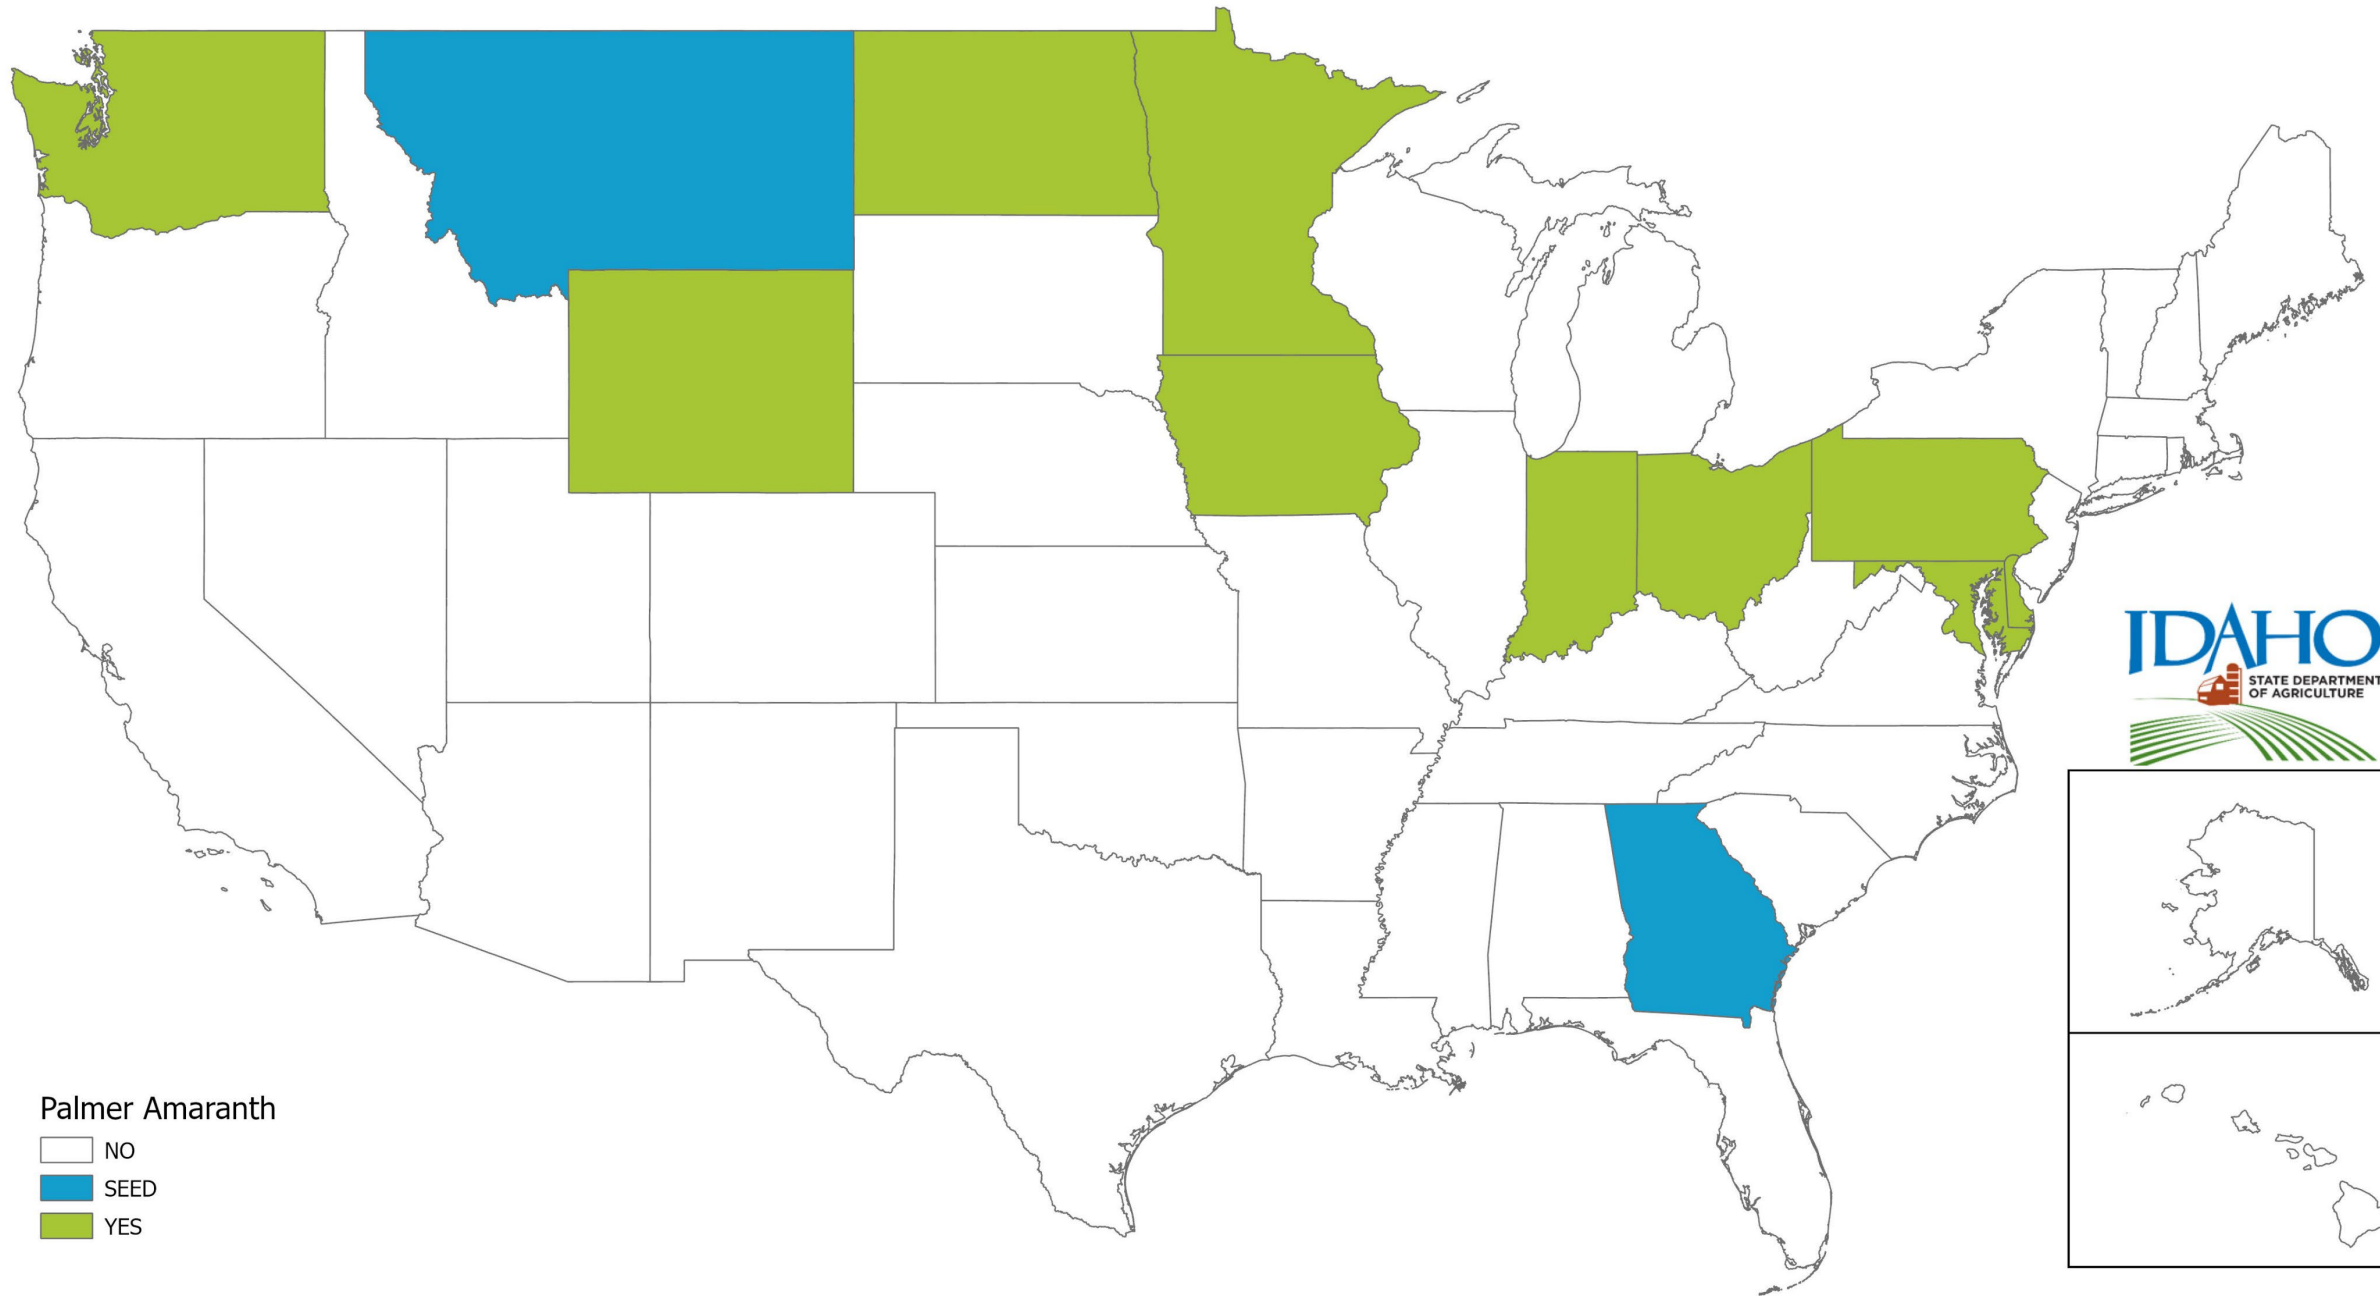 IDAHO
STATE DEPARTMENT
OF AGRICULTURE
Palmer Amaranth
NO
SEED
YES